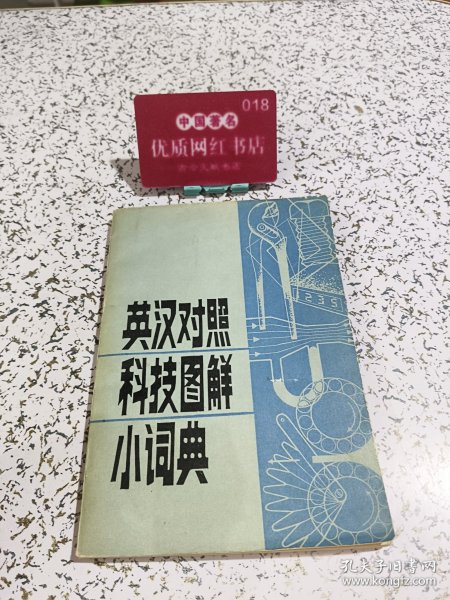 018
中国著名
优质网红书店
英汉对照
科技图解
小词典
235
孔夫子旧书网
www.kongfz.com